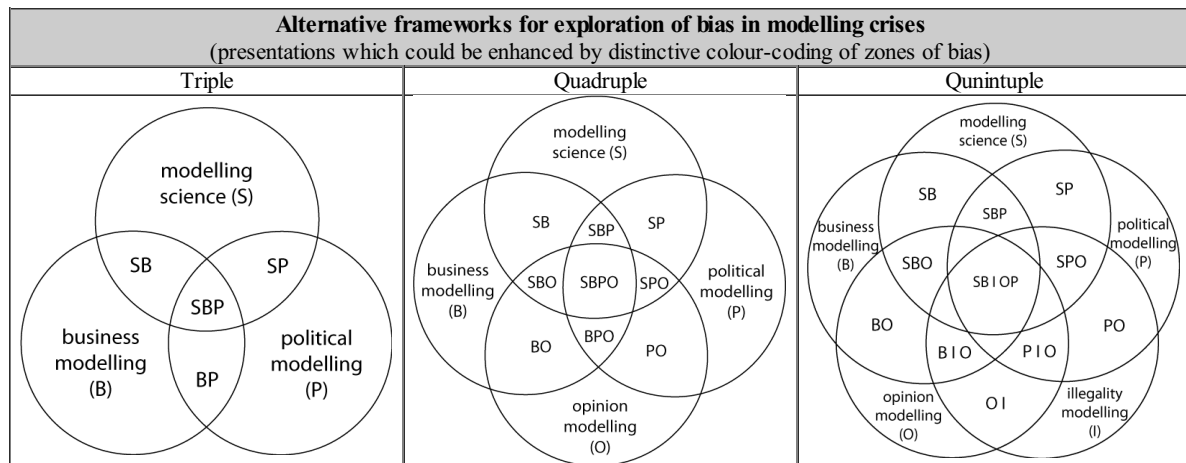 Alternative frameworks for exploration of bias in modelling crises
(presentations which could be enhanced by distinctive colour-coding of zones of bias)
Triple
Quadruple
Qunintuple
modelling
science (S)
SB
SP
SBP
business
modelling
(B)
BP
political
modelling
(P)
modelling
science (S)
SB
SBP
SP
business
modelling
(B)
SBO
SBPO
SPO
political
modelling
(P)
BO
BPO
PO
opinion
modelling
(O)
modelling
science (S)
SB
SP
SBP
business
modelling
(B)
political
modelling
(P)
SBO
SPO
SB I OP
BO
PO
B I O
P I O
opinion
modelling
(O)
O I
illegality
modelling
(I)